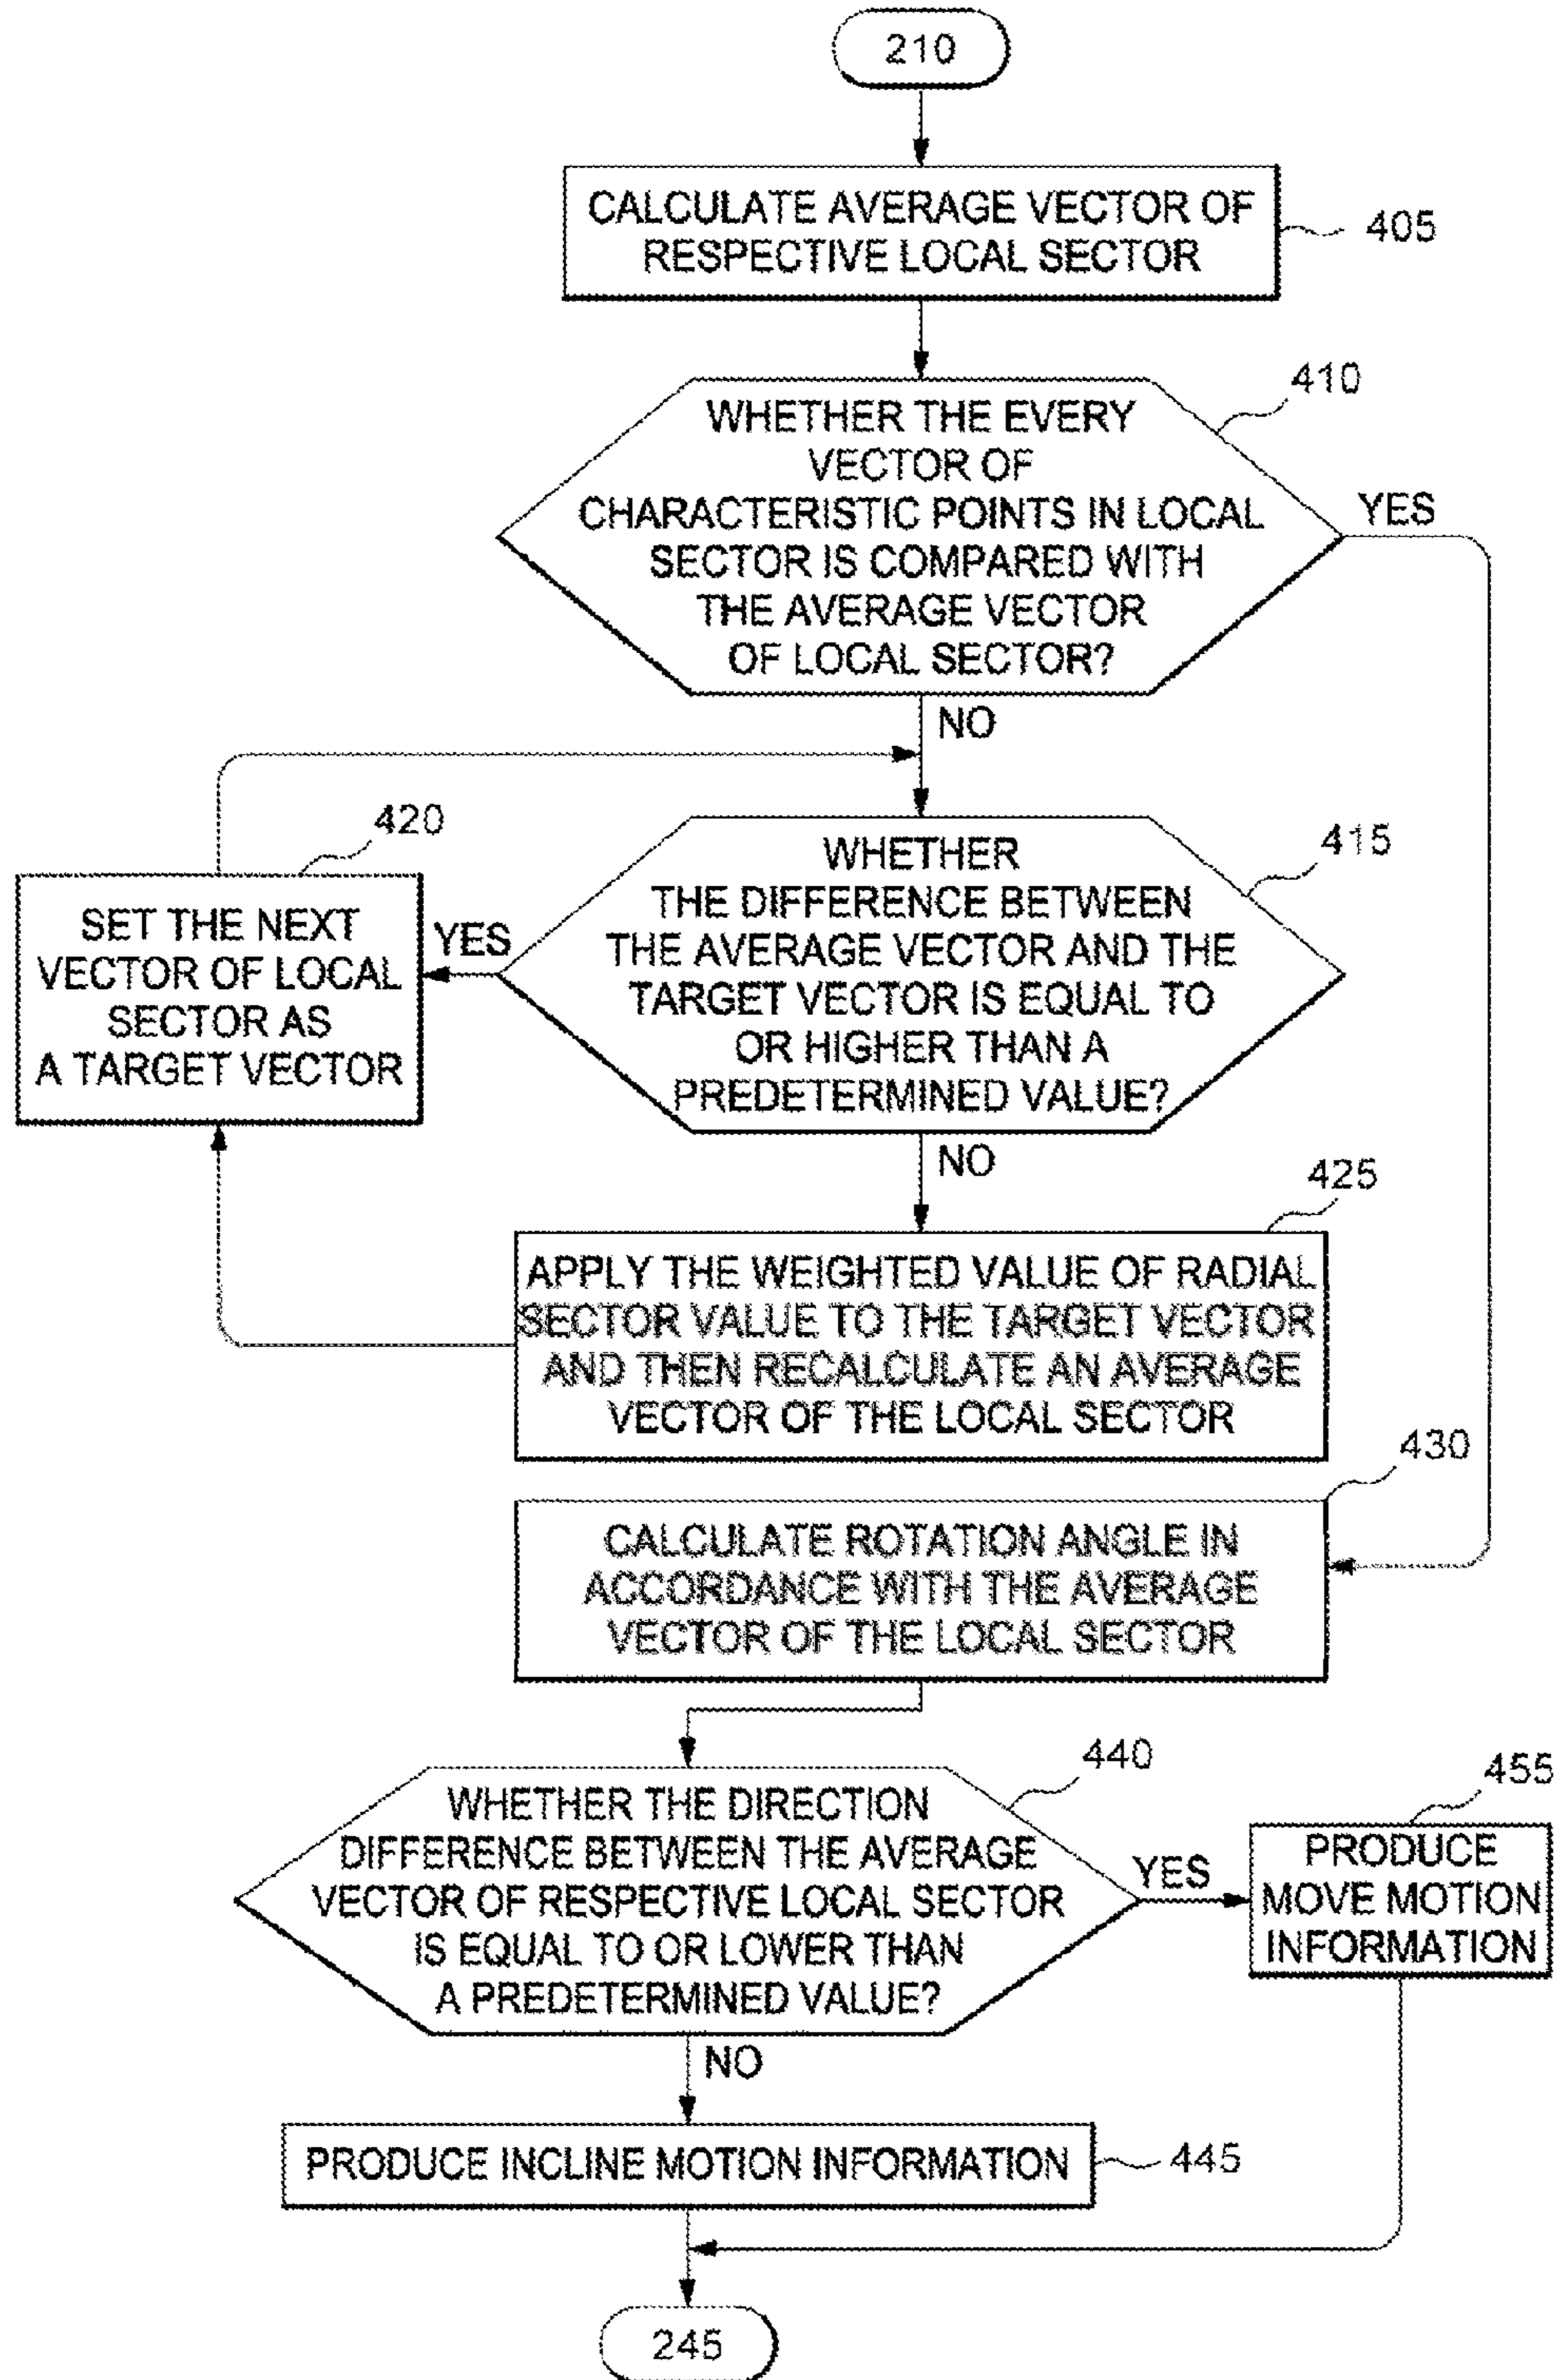 210
CALCULATE AVERAGE VECTOR OF
RESPECTIVE LOCAL SECTOR
405
410
WHETHER THE EVERY
VECTOR OF
CHARACTERISTIC POINTS IN LOCAL
SECTOR IS COMPARED WITH
THE AVERAGE VECTOR
OF LOCAL SECTOR?
YES
NO
420
SET THE NEXT
VECTOR OF LOCAL
SECTOR AS
A TARGET VECTOR
YES
415
WHETHER
THE DIFFERENCE BETWEEN
THE AVERAGE VECTOR AND THE
TARGET VECTOR IS EQUAL TO
OR HIGHER THAN A
PREDETERMINED VALUE?
NO
425
APPLY THE WEIGHTED VALUE OF RADIAL
SECTOR VALUE TO THE TARGET VECTOR
AND THEN RECALCULATE AN AVERAGE
VECTOR OF THE LOCAL SECTOR
430
CALCULATE ROTATION ANGLE IN
ACCORDANCE WITH THE AVERAGE
VECTOR OF THE LOCAL SECTOR
440
WHETHER THE DIRECTION
DIFFERENCE BETWEEN THE AVERAGE
VECTOR OF RESPECTIVE LOCAL SECTOR
IS EQUAL TO OR LOWER THAN
A PREDETERMINED VALUE?
YES
455
PRODUCE
MOVE MOTION
INFORMATION
NO
PRODUCE INCLINE MOTION INFORMATION
445
245